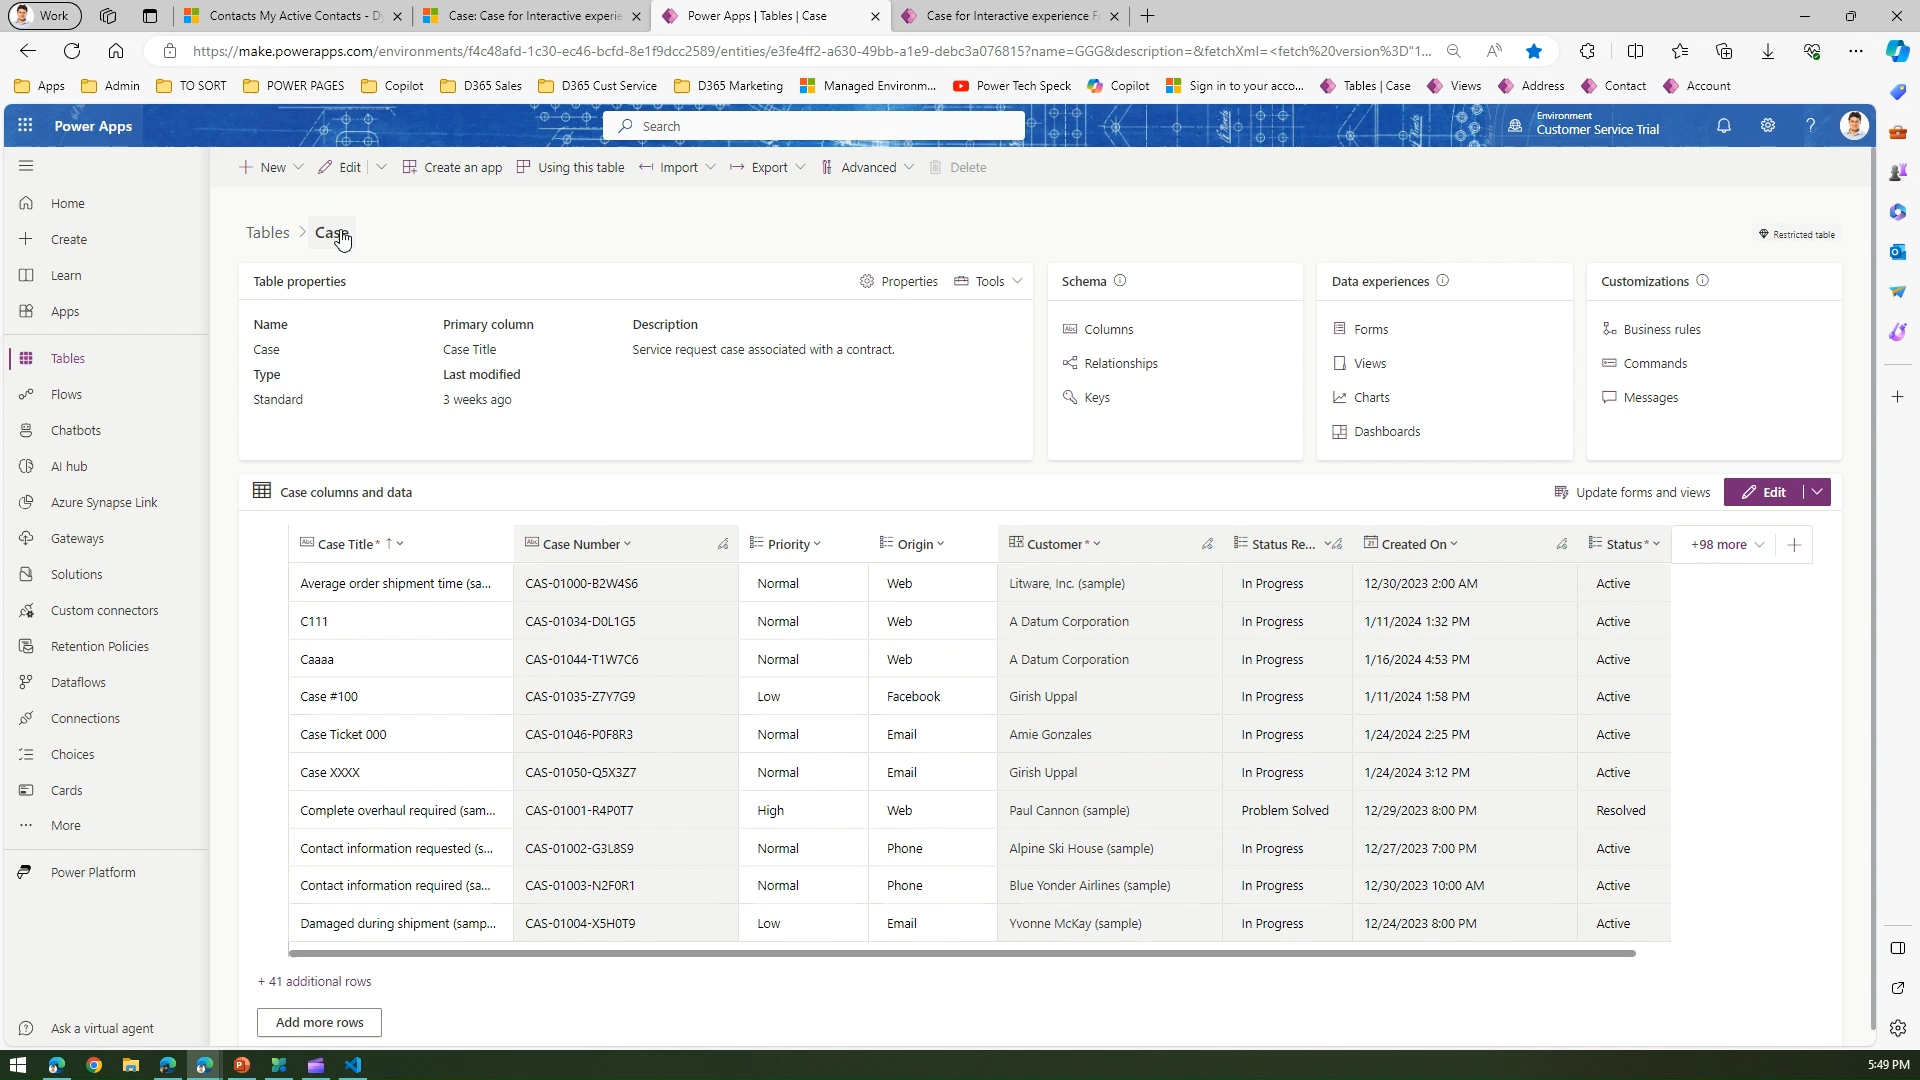 Work
Contacts My Active Contacts - Dy
Case: Case for Interactive experie
Power Apps | Tables | Case
Case for Interactive experience Fo
https://make.powerapps.com/environments/f4c48afd-1c30-ec46-bcfd-8e1f9dcc2589/entities/e3fe4ff2-a630-49bb-a1e9-debc3a076815?name=GGG&description=&fetchXml=<fetch%20version%3D"1...
Apps Admin TO SORT POWER PAGES Copilot D365 Sales D365 Cust Service D365 Marketing Managed Environm... Power Tech Speck Copilot Sign in to your acco... Tables | Case Views Address Contact Account
Power Apps
Search
Environment
Customer Service Trial
New Edit Create an app Using this table Import Export Advanced Delete
Home
Create
Learn
Apps
Tables
Flows
Chatbots
AI hub
Azure Synapse Link
Gateways
Solutions
Custom connectors
Retention Policies
Dataflows
Connections
Choices
Cards
More
Power Platform
Ask a virtual agent
Tables > Case
Restricted table
Table properties Properties Tools
Name Primary column Description
Case Case Title Service request case associated with a contract.
Type Last modified
Standard 3 weeks ago
Schema
Columns
Relationships
Keys
Data experiences
Forms
Views
Charts
Dashboards
Customizations
Business rules
Commands
Messages
Case columns and data Update forms and views Edit
Case Title * Case Number Priority Origin Customer * Status Re... Created On Status * +98 more
Average order shipment time (sa... CAS-01000-B2W4S6 Normal Web Litware, Inc. (sample) In Progress 12/30/2023 2:00 AM Active
C111 CAS-01034-D0L1G5 Normal Web A Datum Corporation In Progress 1/11/2024 1:32 PM Active
Caaaa CAS-01044-T1W7C6 Normal Web A Datum Corporation In Progress 1/16/2024 4:53 PM Active
Case #100 CAS-01035-Z7Y7G9 Low Facebook Girish Uppal In Progress 1/11/2024 1:58 PM Active
Case Ticket 000 CAS-01046-P0F8R3 Normal Email Amie Gonzales In Progress 1/24/2024 2:25 PM Active
Case XXXX CAS-01050-Q5X3Z7 Normal Email Girish Uppal In Progress 1/24/2024 3:12 PM Active
Complete overhaul required (sam... CAS-01001-R4P0T7 High Web Paul Cannon (sample) Problem Solved 12/29/2023 8:00 PM Resolved
Contact information requested (s... CAS-01002-G3L8S9 Normal Phone Alpine Ski House (sample) In Progress 12/27/2023 7:00 PM Active
Contact information required (sa... CAS-01003-N2F0R1 Normal Phone Blue Yonder Airlines (sample) In Progress 12/30/2023 10:00 AM Active
Damaged during shipment (samp... CAS-01004-X5H0T9 Low Email Yvonne McKay (sample) In Progress 12/24/2023 8:00 PM Active
+ 41 additional rows
Add more rows
5:49 PM